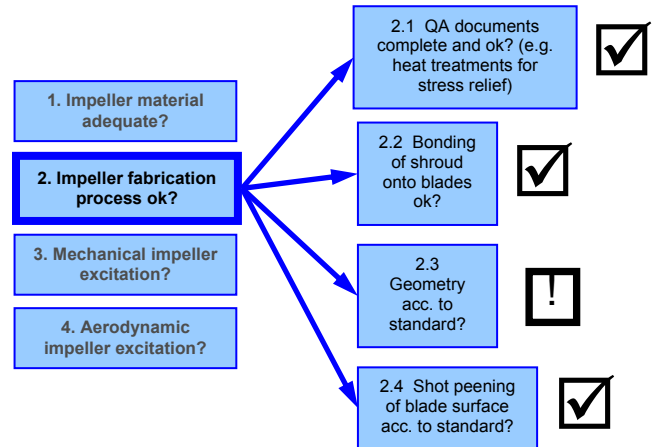 1. Impeller material
adequate?
2. Impeller fabrication
process ok?
3. Mechanical impeller
excitation?
4. Aerodynamic
impeller excitation?
2.1 QA documents
complete and ok? (e.g.
heat treatments for
stress relief)
2.2 Bonding
of shroud
onto blades
ok?
2.3
Geometry
acc. to
standard?
!
2.4 Shot peening
of blade surface
acc. to standard?